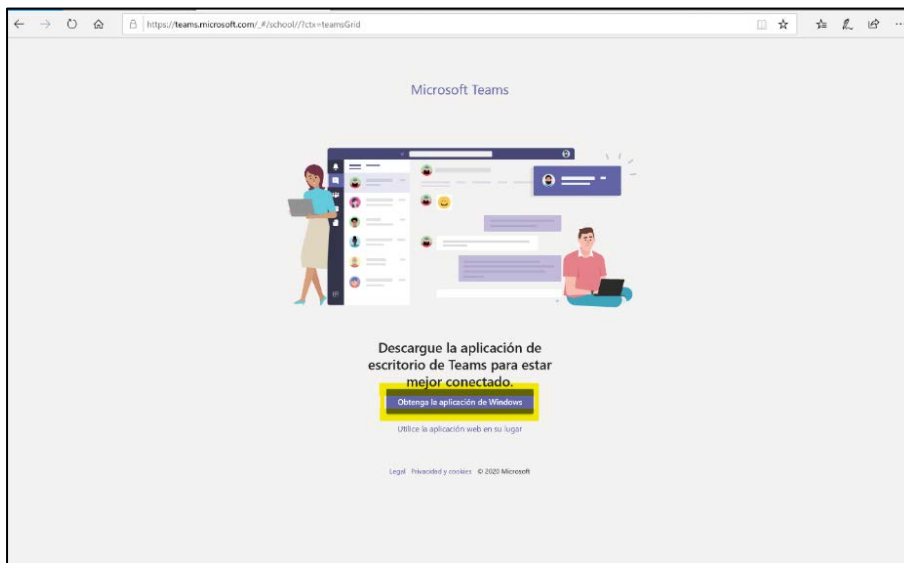 https://teams.microsoft.com/_#/school//?ctx=teamsGrid
Microsoft Teams
Descargue la aplicación de
escritorio de Teams para estar
mejor conectado.
Obtenga la aplicación de Windows
Utilice la aplicación web en su lugar
Legal Privacidad y cookies © 2020 Microsoft